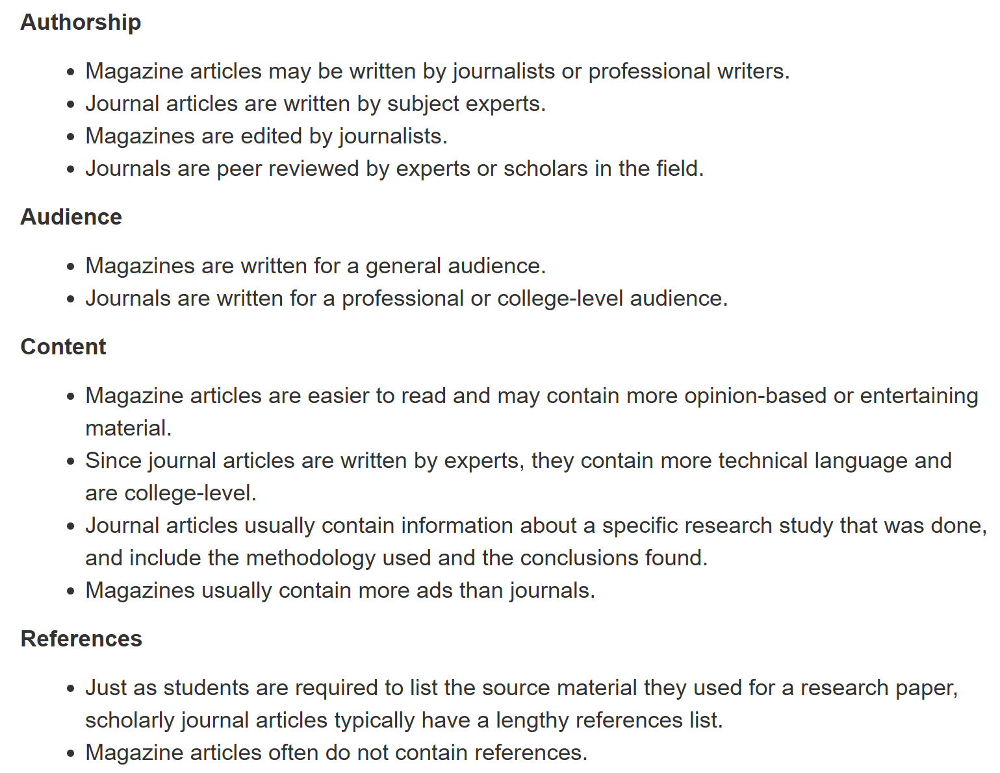 Authorship
• Magazine articles may be written by journalists or professional writers.
• Journal articles are written by subject experts.
• Magazines are edited by journalists.
• Journals are peer reviewed by experts or scholars in the field.
Audience
• Magazines are written for a general audience.
• Journals are written for a professional or college-level audience.
Content
• Magazine articles are easier to read and may contain more opinion-based or entertaining
material.
• Since journal articles are written by experts, they contain more technical language and
are college-level.
• Journal articles usually contain information about a specific research study that was done,
and include the methodology used and the conclusions found.
• Magazines usually contain more ads than journals.
References
• Just as students are required to list the source material they used for a research paper,
scholarly journal articles typically have a lengthy references list.
• Magazine articles often do not contain references.